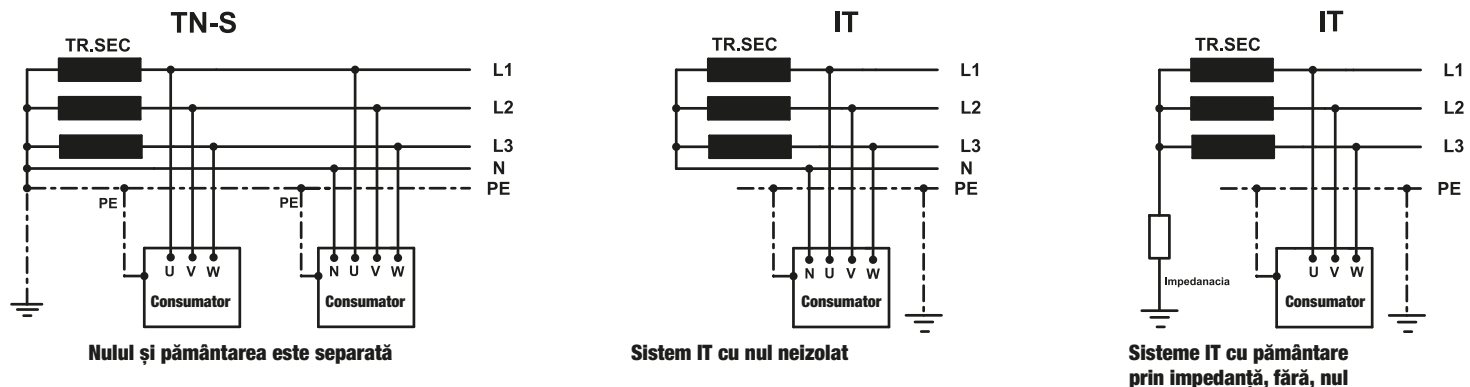 TN-S
TR.SEC
L1
L2
L3
N
PE
PE
PE
U V W
Consumator
N U V W
Consumator
Nulul și pământarea este separată
IT
TR.SEC
L1
L2
L3
N
PE
N U V W
Consumator
Sistem IT cu nul neizolat
IT
TR.SEC
L1
L2
L3
PE
Impedanacia
U V W
Consumator
Sisteme IT cu pământare
prin impedanță, fără, nul